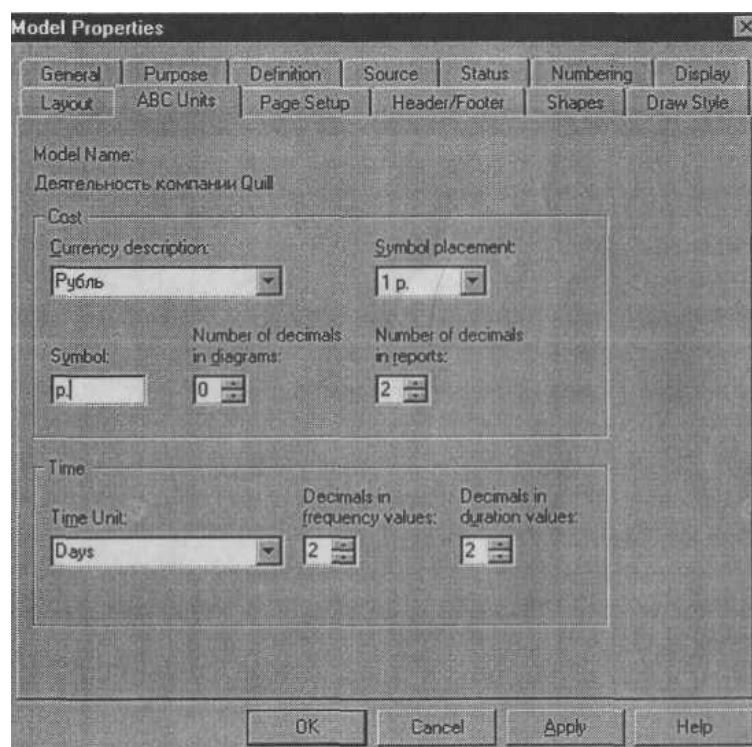 Model Properties
General Purpose Definition Source Status Numbering Display
Layout ABC Units Page Setup Header/Footer Shapes Draw Style
Model Name:
Деятельность компании Quill
Cost
Currency description: Symbol placement:
Рубль 1 р.
Number of decimals Number of decimals
Symbol: in diagrams: in reports:
р. 0 2
Time
Decimals in Decimals in
Time Unit: frequency values: duration values:
Days 2 2
OK Cancel Apply Help